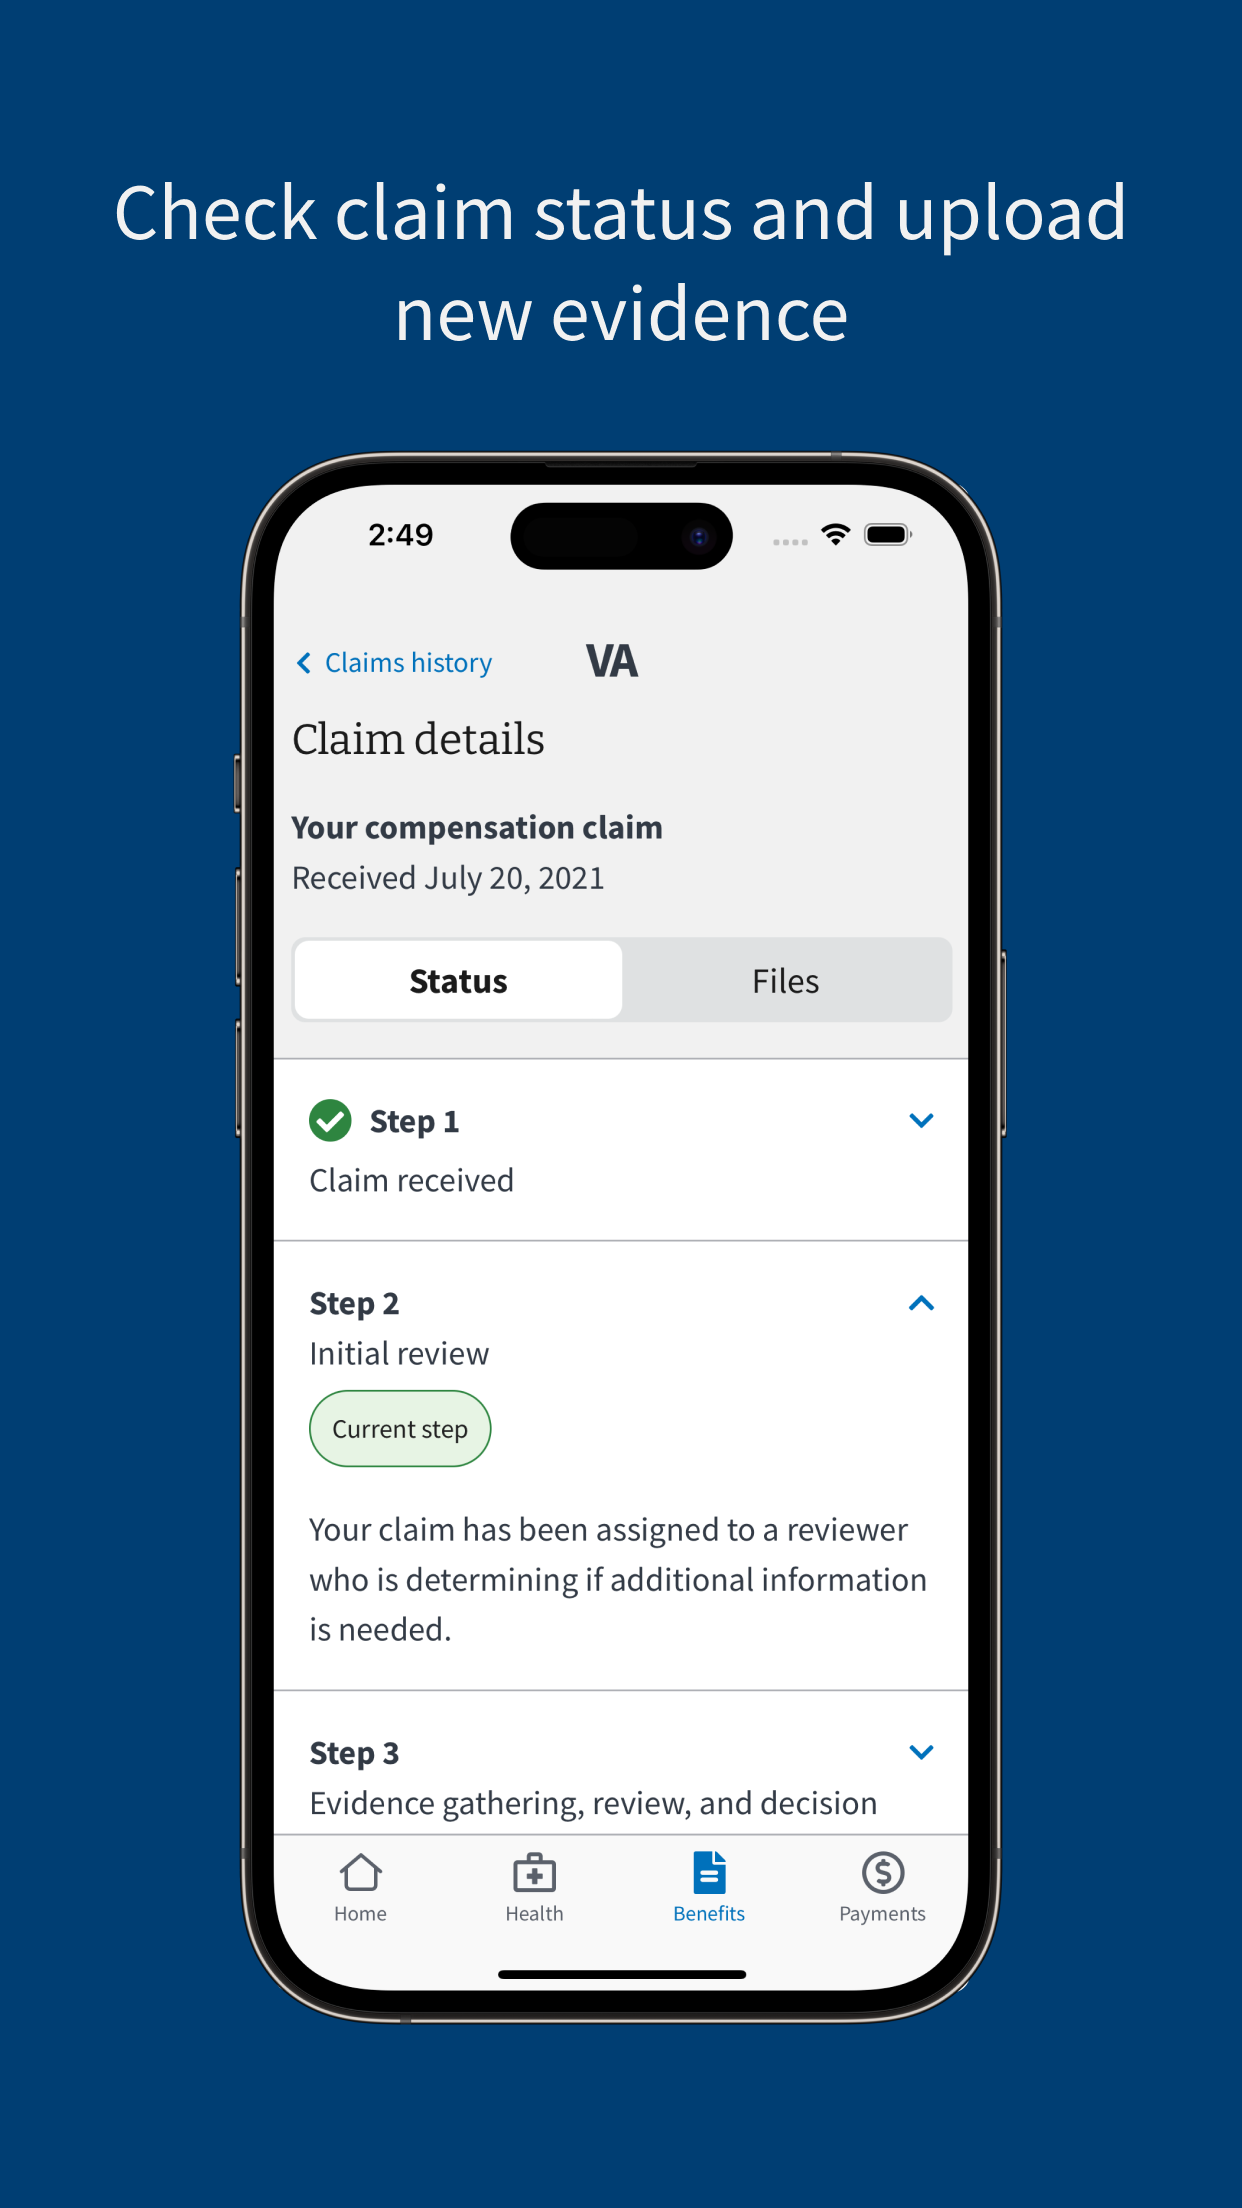 Check claim status and upload
new evidence
2:49
Claims history
VA
Claim details
Your compensation claim
Received July 20, 2021
Status
Files
Step 1
Claim received
Step 2
Initial review
Current step
Your claim has been assigned to a reviewer
who is determining if additional information
is needed.
Step 3
Evidence gathering, review, and decision
Home
Health
Benefits
Payments